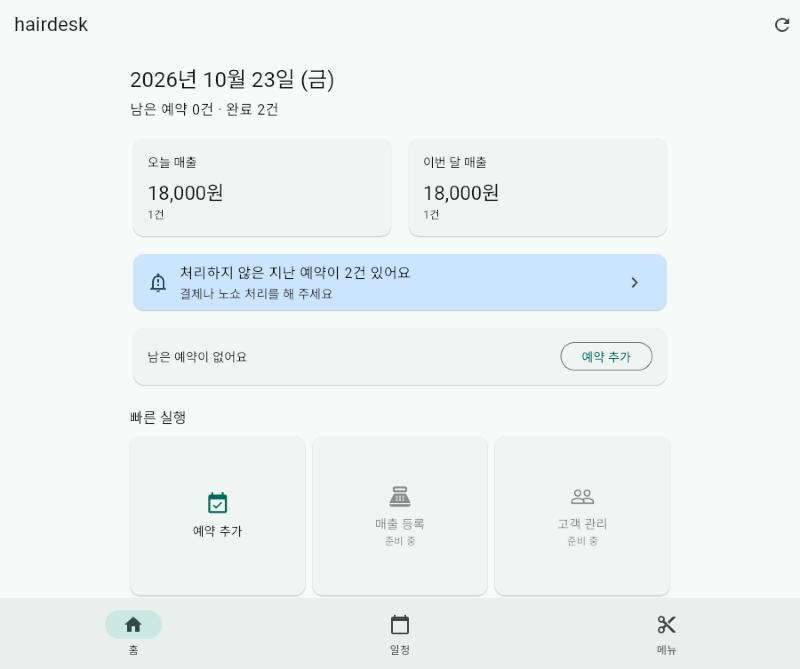 hairdesk
2026년 10월 23일 (금)
남은 예약 0건 · 완료 2건
오늘 매출
18,000원
1건
이번 달 매출
18,000원
1건
처리하지 않은 지난 예약이 2건 있어요
결제나 노쇼 처리를 해 주세요
남은 예약이 없어요
예약 추가
빠른 실행
예약 추가
매출 등록
준비 중
고객 관리
준비 중
홈
일정
메뉴